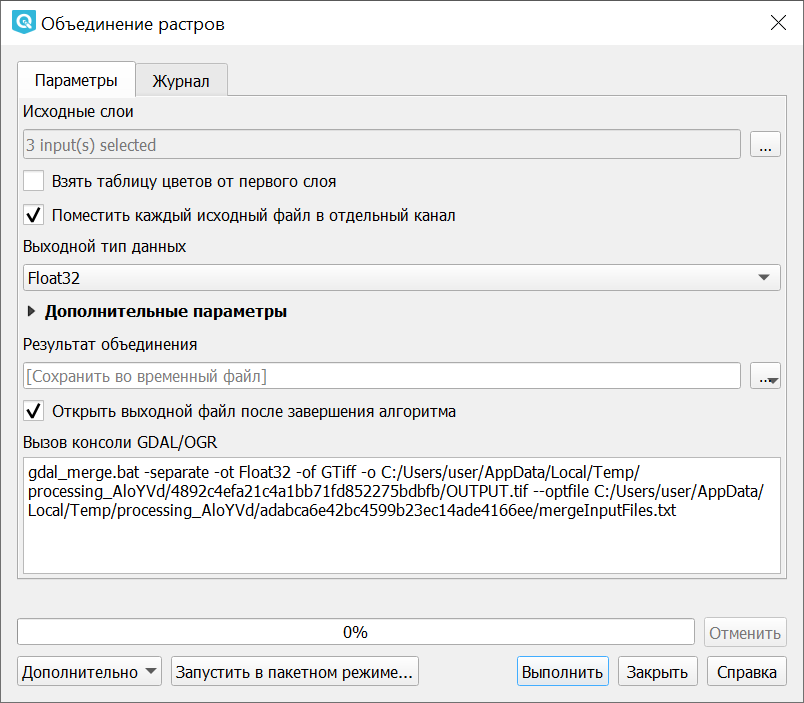 Объединение растров
Параметры
Журнал
Исходные слои
3 input(s) selected
...
Взять таблицу цветов от первого слоя
Поместить каждый исходный файл в отдельный канал
Выходной тип данных
Float32
Дополнительные параметры
Результат объединения
[Сохранить во временный файл]
...
Открыть выходной файл после завершения алгоритма
Вызов консоли GDAL/OGR
gdal_merge.bat -separate -ot Float32 -of GTiff -o C:/Users/user/AppData/Local/Temp/
processing_AloYVd/4892c4efa21c4a1bb71fd852275bdbfb/OUTPUT.tif --optfile C:/Users/user/AppData/
Local/Temp/processing_AloYVd/adabca6e42bc4599b23ec14ade4166ee/mergeInputFiles.txt
0%
Отменить
Дополнительно
Запустить в пакетном режиме...
Выполнить
Закрыть
Справка